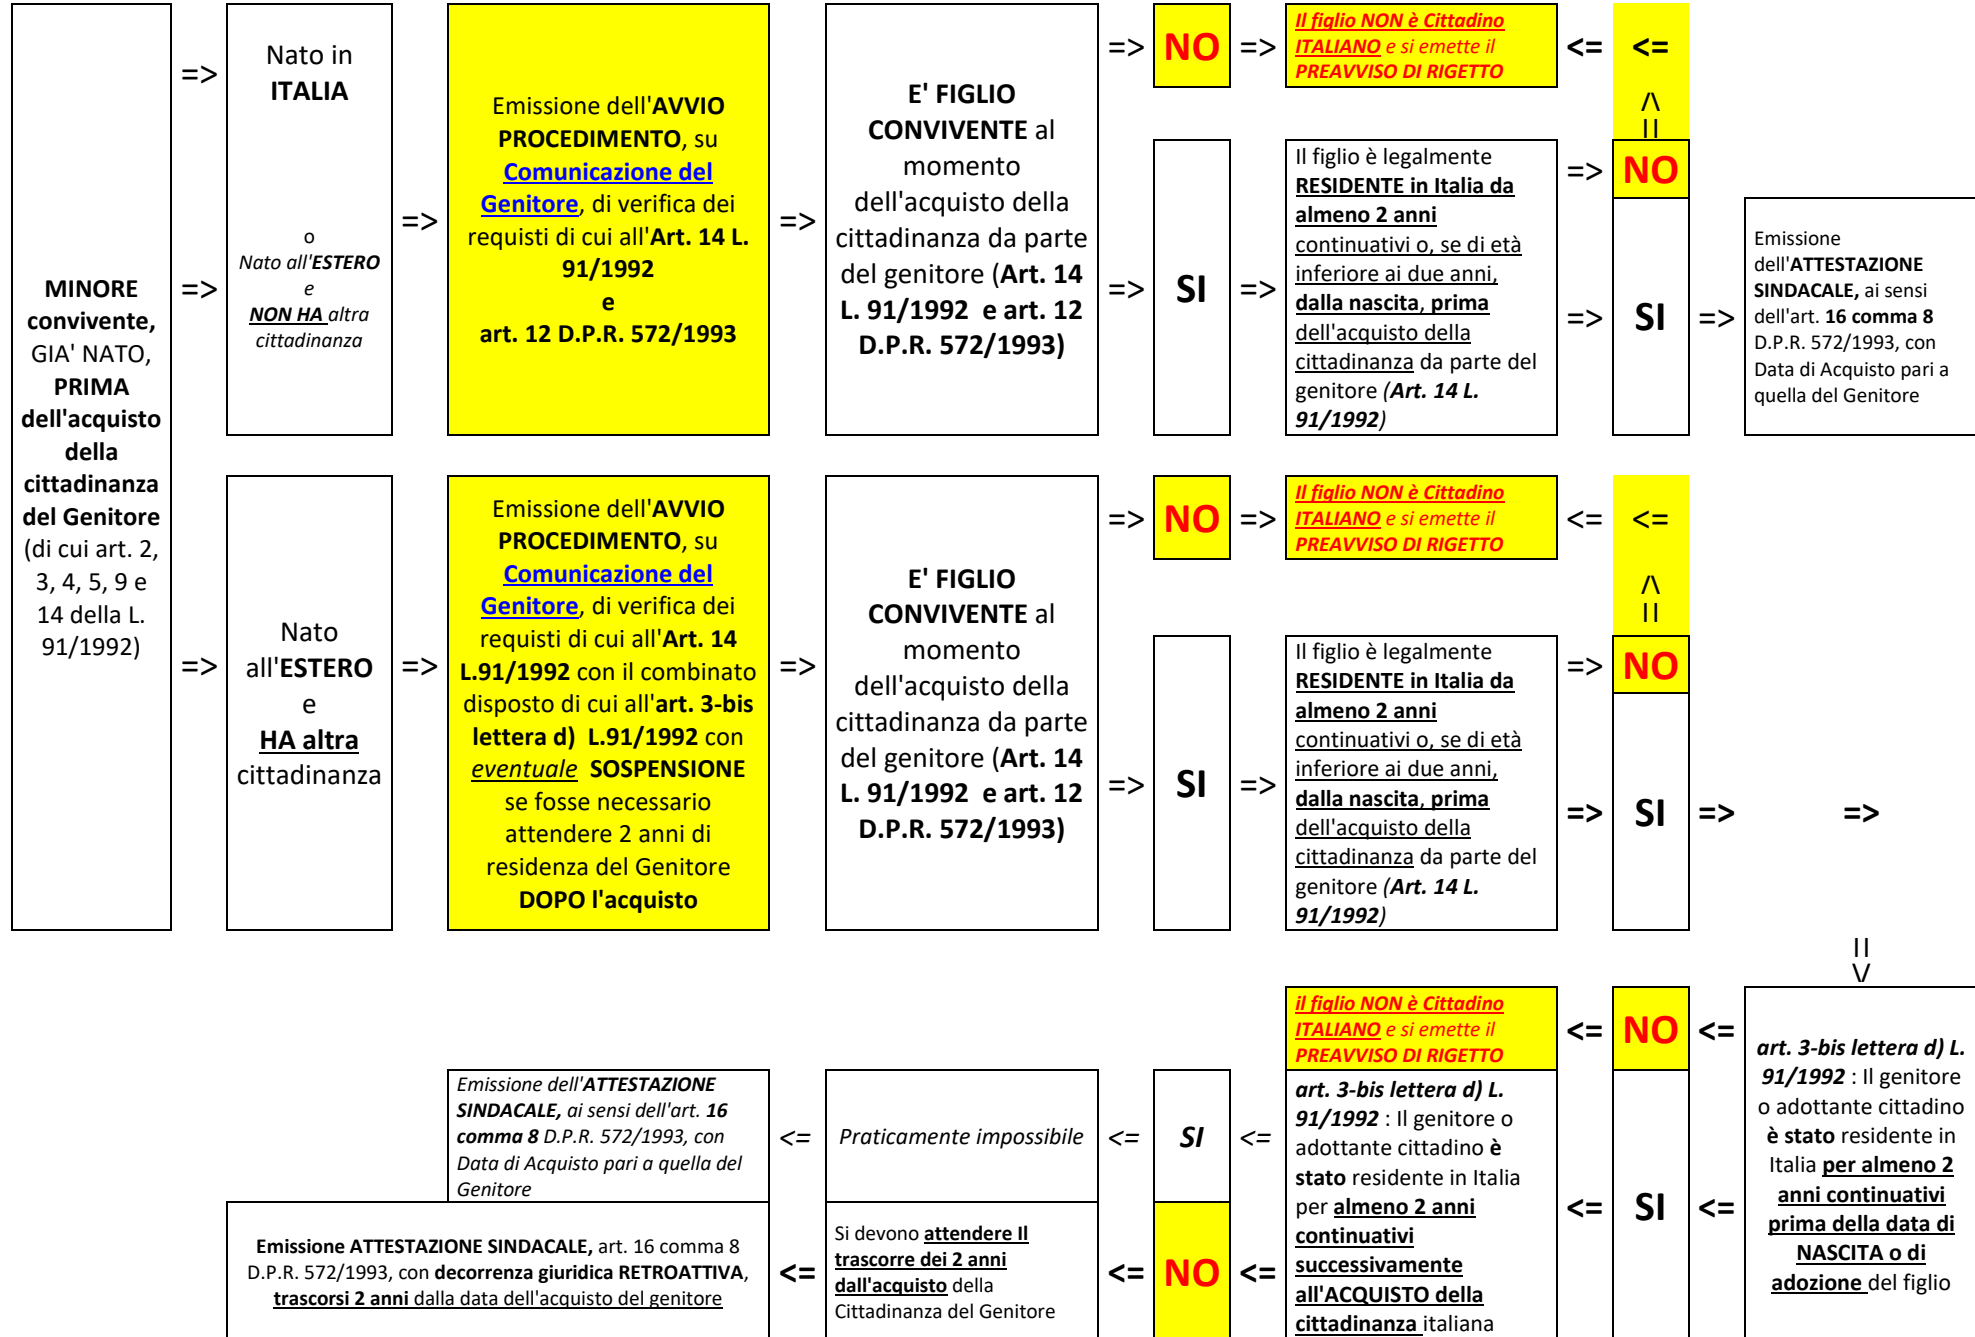 MINORE
convivente,
GIA' NATO,
PRIMA
dell'acquisto
della
cittadinanza
del Genitore
(di cui art. 2,
3, 4, 5, 9 e
14 della L.
91/1992)
=>
Nato in
ITALIA
=>
o
Nato all'ESTERO
e
NON HA altra
cittadinanza
=>
Emissione dell'AVVIO
PROCEDIMENTO, su
Comunicazione del
Genitore, di verifica dei
requisti di cui all'Art. 14 L.
91/1992
e
art. 12 D.P.R. 572/1993
=>
E' FIGLIO
CONVIVENTE al
momento
dell'acquisto della
cittadinanza da parte
del genitore (Art. 14
L. 91/1992  e art. 12
D.P.R. 572/1993)
=> NO =>
Il figlio NON è Cittadino
ITALIANO e si emette il
PREAVVISO DI RIGETTO
<= <=
<=
=> SI =>
Il figlio è legalmente
RESIDENTE in Italia da
almeno 2 anni
continuativi o, se di età
inferiore ai due anni,
dalla nascita, prima
dell'acquisto della
cittadinanza da parte del
genitore (Art. 14 L.
91/1992)
=> NO
=> SI =>
Emissione
dell'ATTESTAZIONE
SINDACALE, ai sensi
dell'art. 16 comma 8
D.P.R. 572/1993, con
Data di Acquisto pari a
quella del Genitore
=>
Nato
all'ESTERO
e
HA altra
cittadinanza
=>
Emissione dell'AVVIO
PROCEDIMENTO, su
Comunicazione del
Genitore, di verifica dei
requisti di cui all'Art. 14
L.91/1992 con il combinato
disposto di cui all'art. 3-bis
lettera d)  L.91/1992 con
eventuale  SOSPENSIONE
se fosse necessario
attendere 2 anni di
residenza del Genitore
DOPO l'acquisto
=>
E' FIGLIO
CONVIVENTE al
momento
dell'acquisto della
cittadinanza da parte
del genitore (Art. 14
L. 91/1992  e art. 12
D.P.R. 572/1993)
=> NO =>
Il figlio NON è Cittadino
ITALIANO e si emette il
PREAVVISO DI RIGETTO
<= <=
<=
=> SI =>
Il figlio è legalmente
RESIDENTE in Italia da
almeno 2 anni
continuativi o, se di età
inferiore ai due anni,
dalla nascita, prima
dell'acquisto della
cittadinanza da parte del
genitore (Art. 14 L.
91/1992)
=> NO
=> SI => =>
=>
art. 3-bis lettera d) L.
91/1992 : Il genitore
o adottante cittadino
è stato residente in
Italia per almeno 2
anni continuativi
prima della data di
NASCITA o di
adozione del figlio
<= NO <=
il figlio NON è Cittadino
ITALIANO e si emette il
PREAVVISO DI RIGETTO
<= SI <=
art. 3-bis lettera d) L.
91/1992 : Il genitore o
adottante cittadino è
stato residente in Italia
per almeno 2 anni
continuativi
successivamente
all'ACQUISTO della
cittadinanza italiana
<= SI <=
Praticamente impossibile
<=
Emissione dell'ATTESTAZIONE
SINDACALE, ai sensi dell'art. 16
comma 8 D.P.R. 572/1993, con
Data di Acquisto pari a quella del
Genitore
<= NO <=
Si devono attendere Il
trascorre dei 2 anni
dall'acquisto della
Cittadinanza del Genitore
<=
Emissione ATTESTAZIONE SINDACALE, art. 16 comma 8
D.P.R. 572/1993, con decorrenza giuridica RETROATTIVA,
trascorsi 2 anni dalla data dell'acquisto del genitore